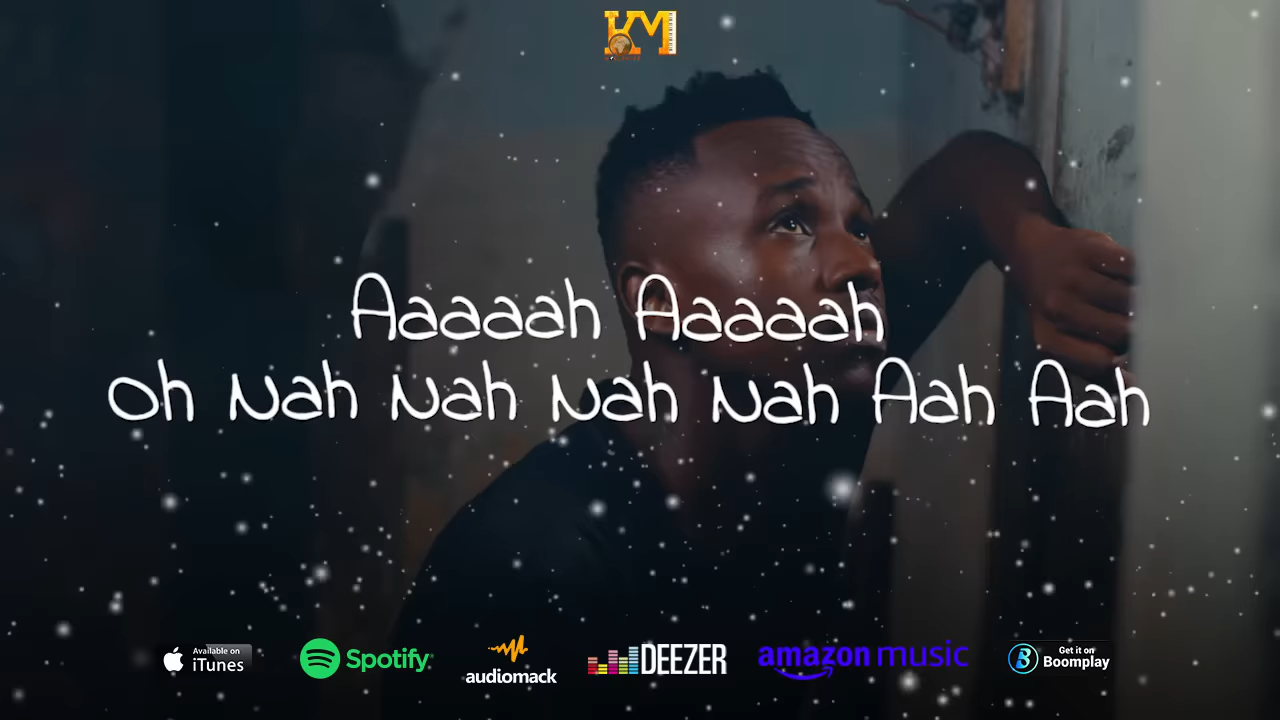 KM
Aaaaah Aaaaah
Oh Nah Nah Nah Nah Aah Aah
Available on
iTunes
Spotify
audiomack
DEEZER
amazon music
Get it on
Boomplay